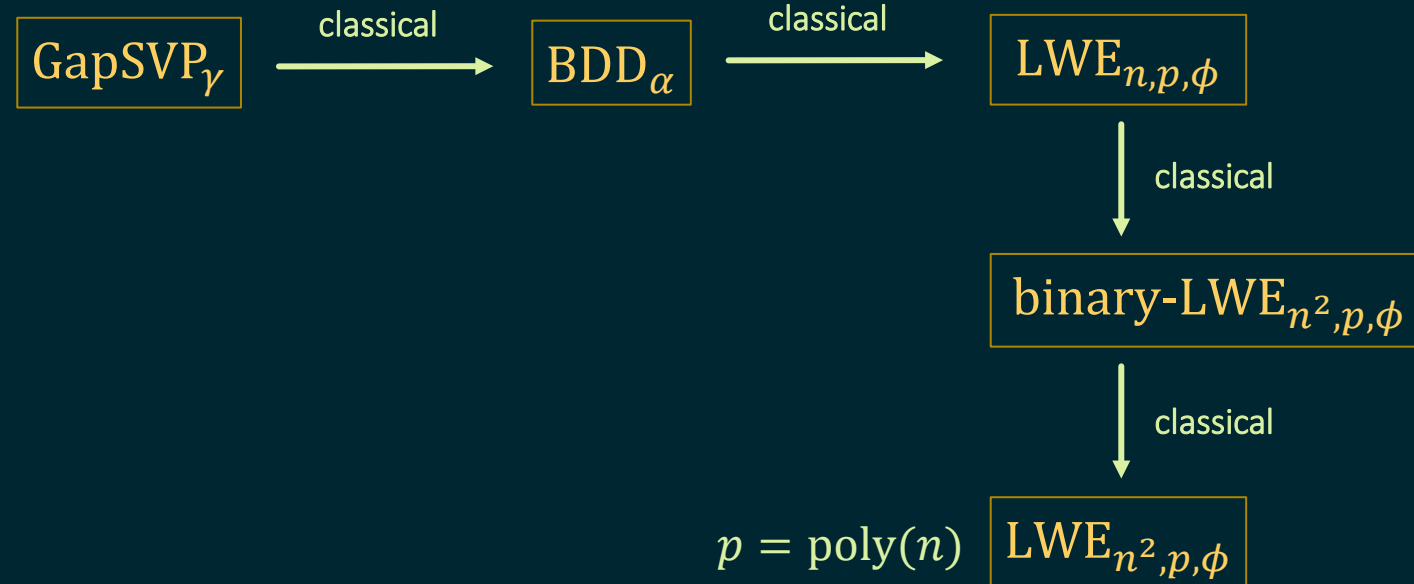 classical
classical
GapSVP_γ
BDD_α
LWE_{n,p,ϕ}
classical
binary-LWE_{n²,p,ϕ}
classical
p = poly(n)
LWE_{n²,p,ϕ}